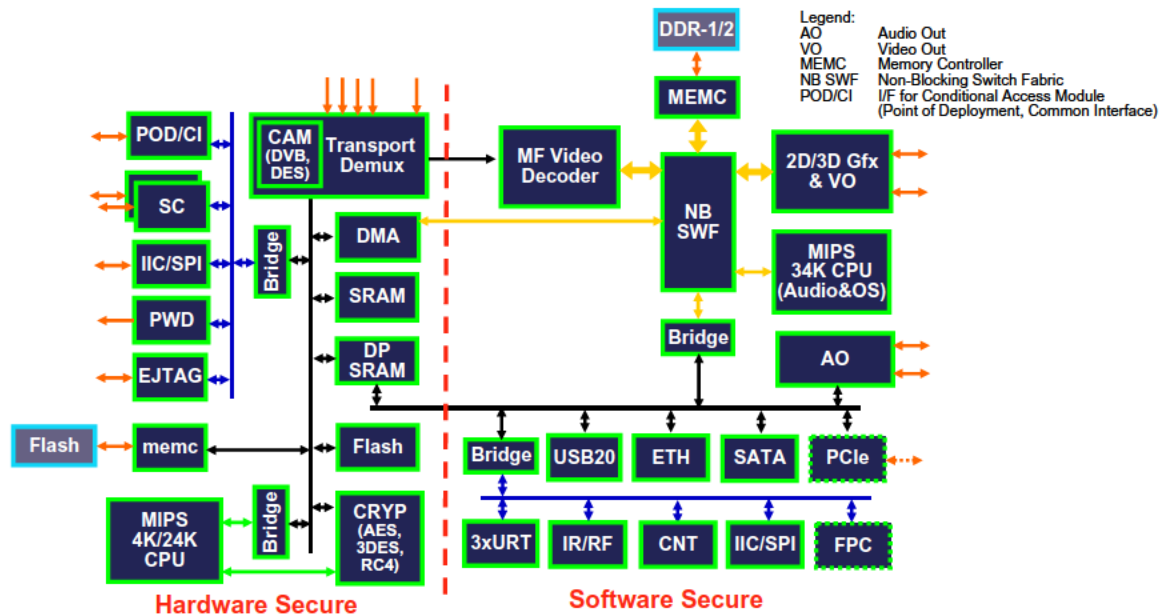 DDR-1/2
Legend:
AO Audio Out
VO Video Out
MEMC Memory Controller
NB SWF Non-Blocking Switch Fabric
POD/CI I/F for Conditional Access Module
(Point of Deployment, Common Interface)
MEMC
POD/CI
CAM
(DVB,
DES)
Transport
Demux
MF Video
Decoder
2D/3D Gfx
& VO
SC
NB
SWF
DMA
Bridge
IIC/SPI
MIPS
34K CPU
(Audio&OS)
SRAM
PWD
Bridge
DP
SRAM
AO
EJTAG
Flash
memc
Flash
Bridge
USB20
ETH
SATA
PCIe
MIPS
4K/24K
CPU
Bridge
CRYP
(AES,
3DES,
RC4)
3xURT
IR/RF
CNT
IIC/SPI
FPC
Hardware Secure
Software Secure